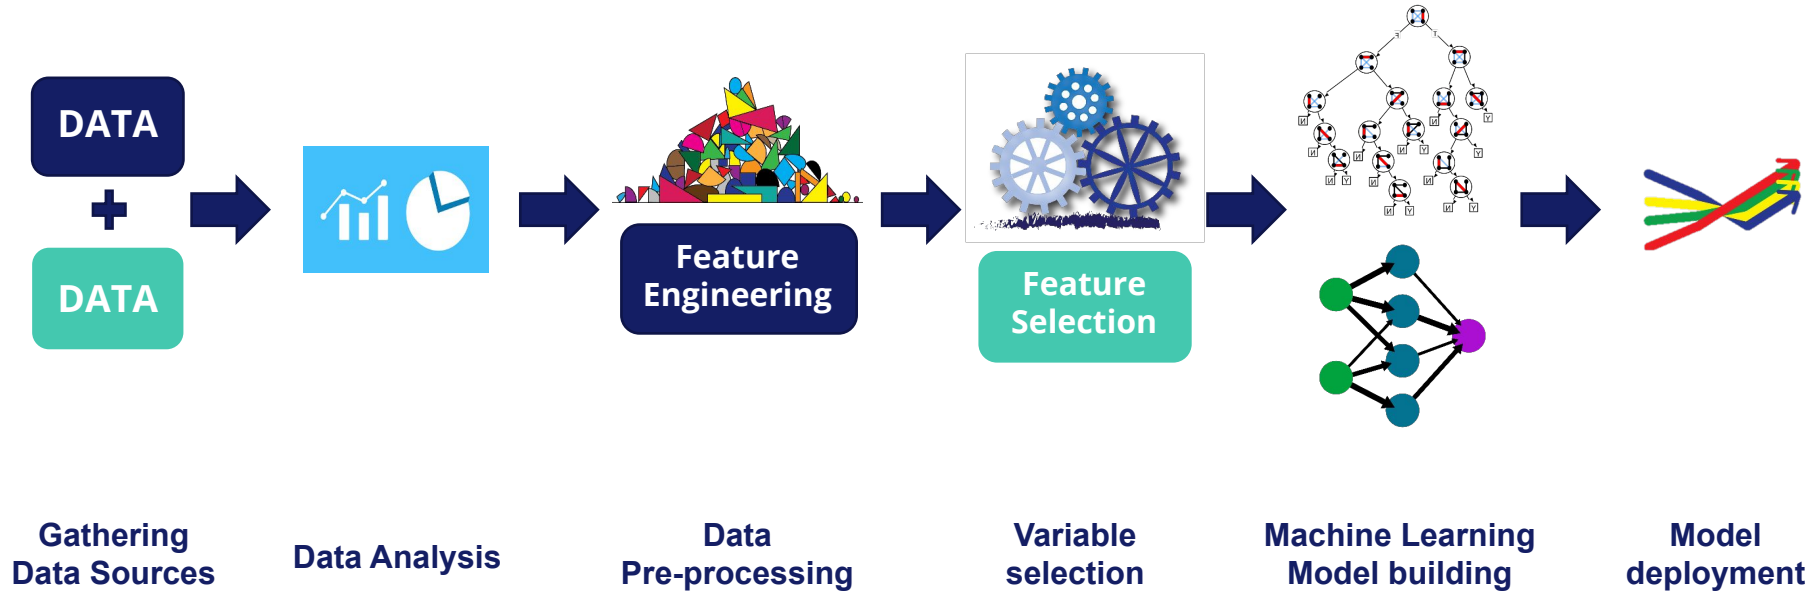 DATA
DATA
Feature
Engineering
Feature
Selection
Gathering
Data Sources
Data Analysis
Data
Pre-processing
Variable
selection
Machine Learning
Model building
Model
deployment